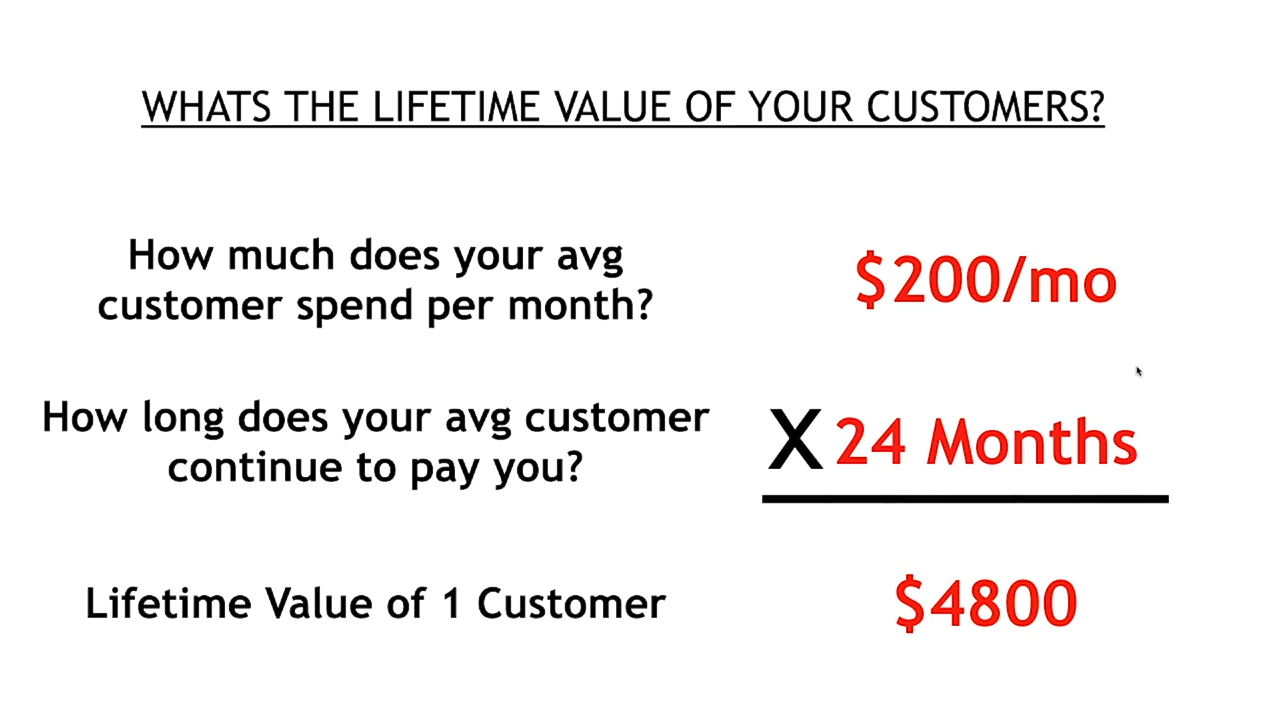 WHATS THE LIFETIME VALUE OF YOUR CUSTOMERS?
How much does your avg
customer spend per month?
$200/mo
How long does your avg customer
continue to pay you?
X 24 Months
Lifetime Value of 1 Customer
$4800